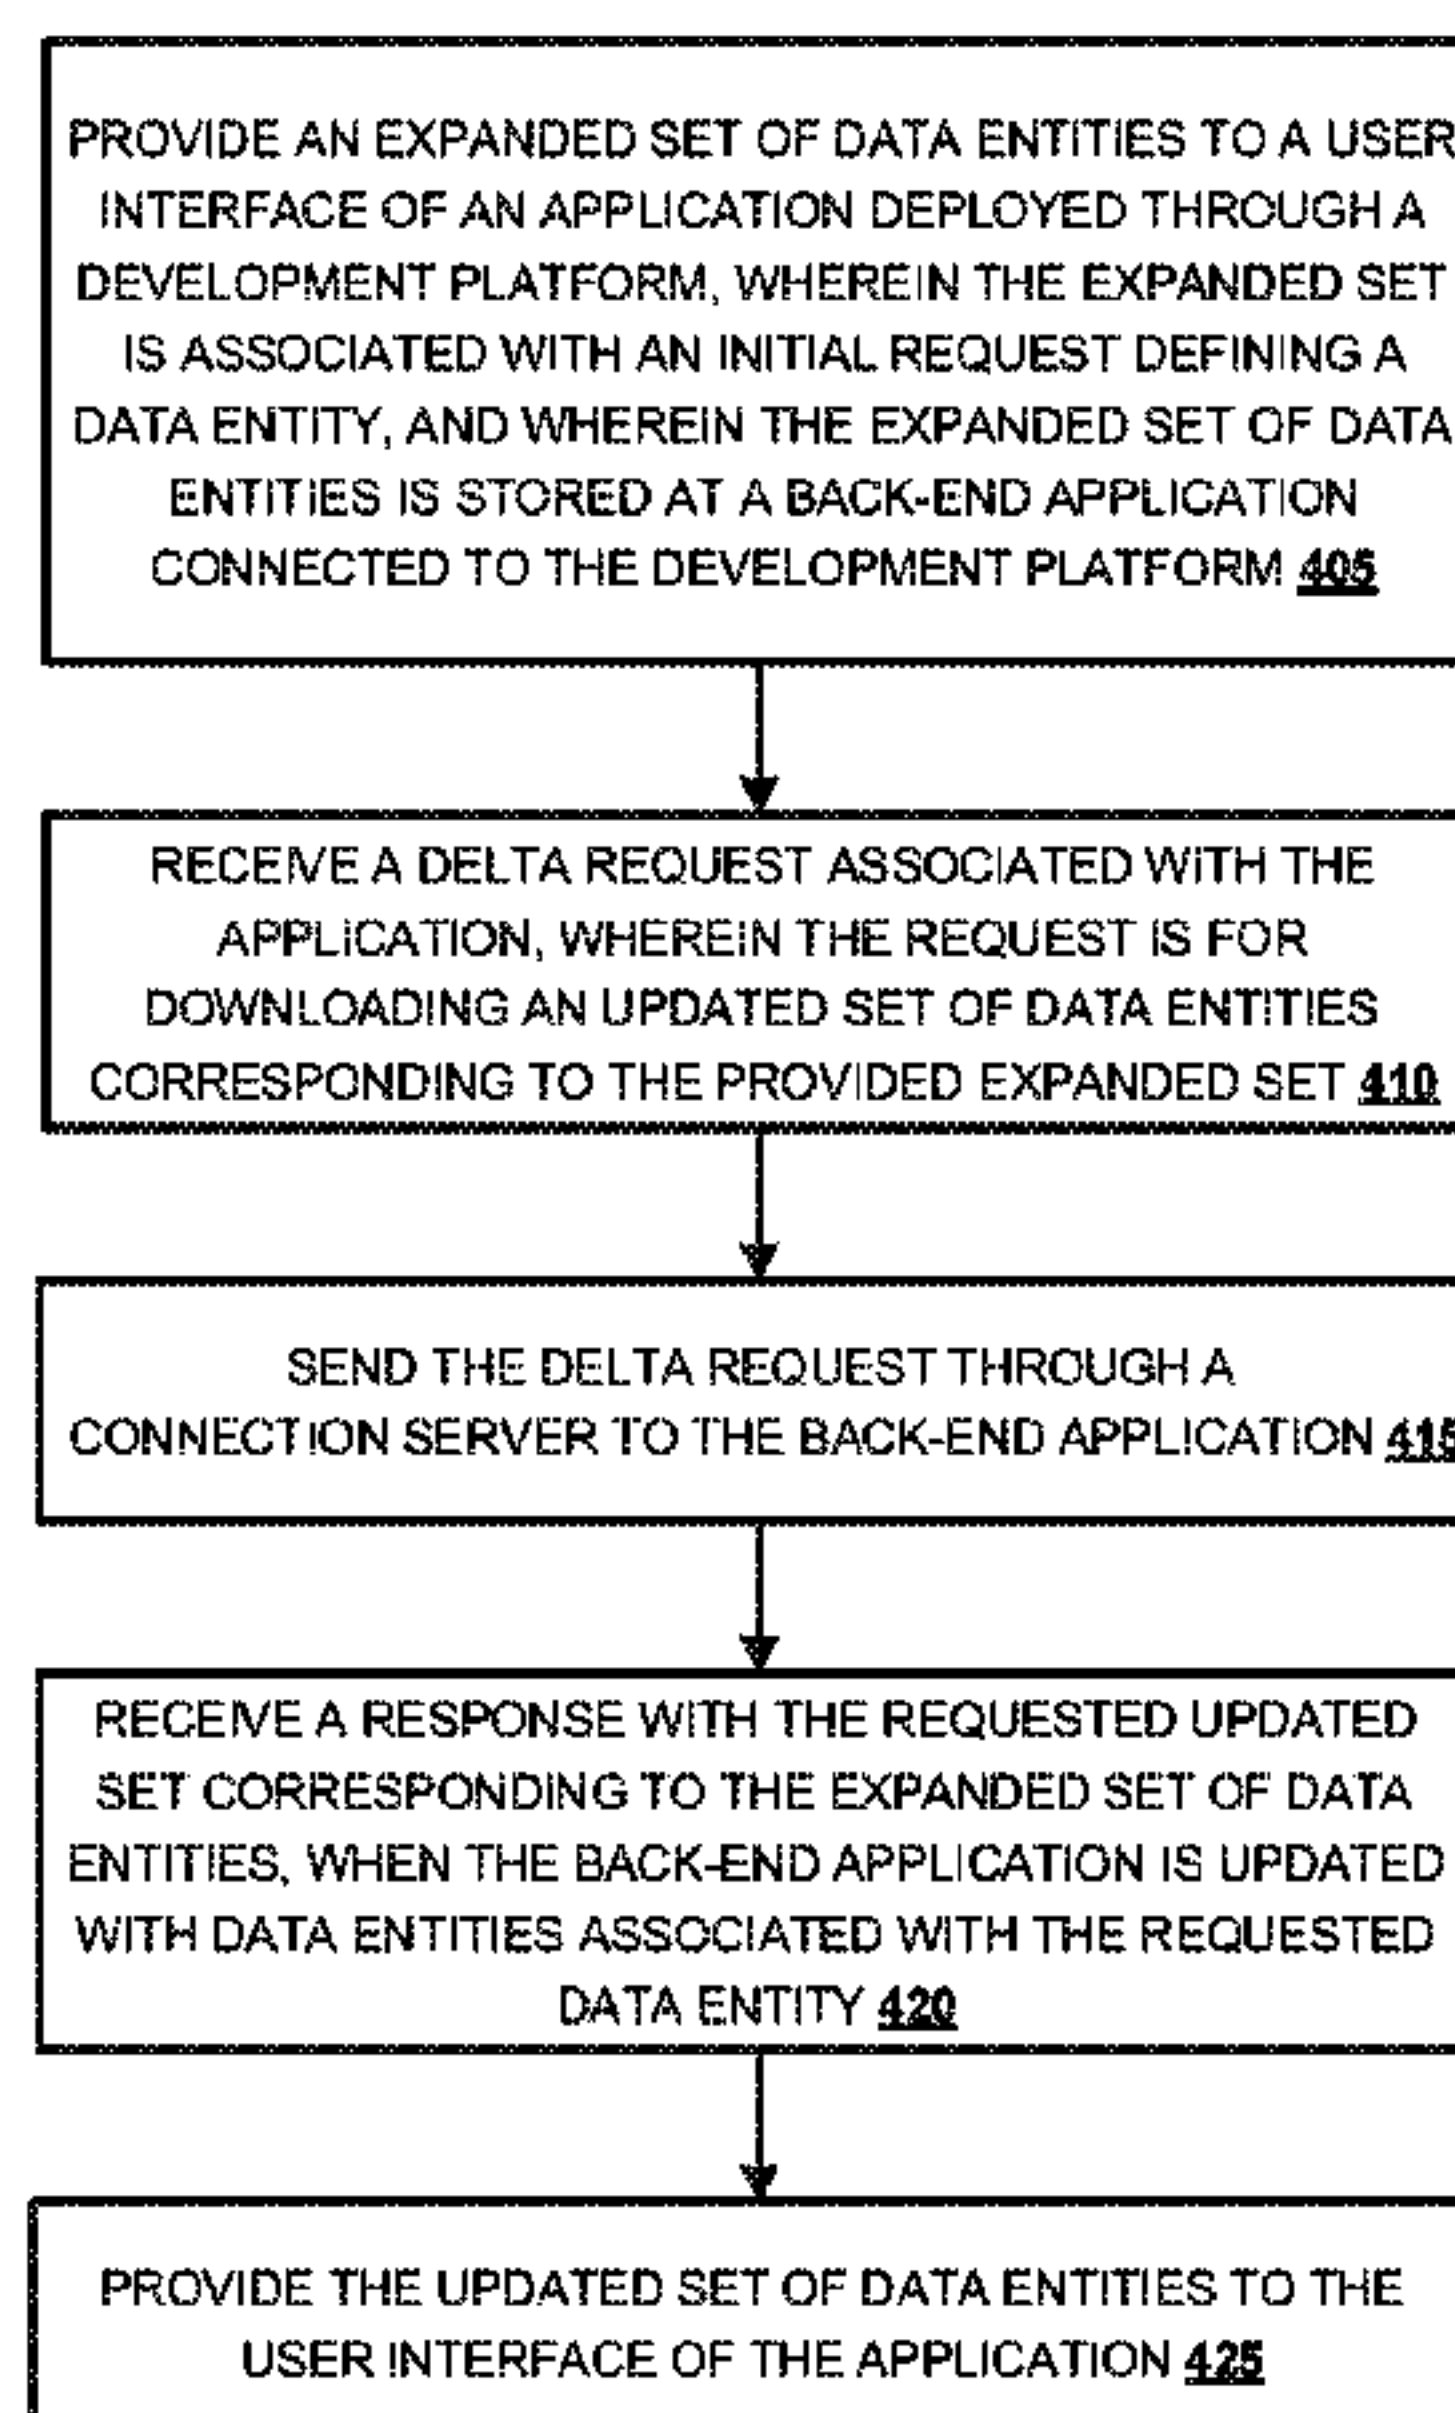 PROVIDE AN EXPANDED SET OF DATA ENTITIES TO A USER
INTERFACE OF AN APPLICATION DEPLOYED THROUGH A
DEVELOPMENT PLATFORM, WHEREIN THE EXPANDED SET
IS ASSOCIATED WITH AN INITIAL REQUEST DEFINING A
DATA ENTITY, AND WHEREIN THE EXPANDED SET OF DATA
ENTITIES IS STORED AT A BACK-END APPLICATION
CONNECTED TO THE DEVELOPMENT PLATFORM 405
RECEIVE A DELTA REQUEST ASSOCIATED WITH THE
APPLICATION, WHEREIN THE REQUEST IS FOR
DOWNLOADING AN UPDATED SET OF DATA ENTITIES
CORRESPONDING TO THE PROVIDED EXPANDED SET 410
SEND THE DELTA REQUEST THROUGH A
CONNECTION SERVER TO THE BACK-END APPLICATION 415
RECEIVE A RESPONSE WITH THE REQUESTED UPDATED
SET CORRESPONDING TO THE EXPANDED SET OF DATA
ENTITIES, WHEN THE BACK-END APPLICATION IS UPDATED
WITH DATA ENTITIES ASSOCIATED WITH THE REQUESTED
DATA ENTITY 420
PROVIDE THE UPDATED SET OF DATA ENTITIES TO THE
USER INTERFACE OF THE APPLICATION 425